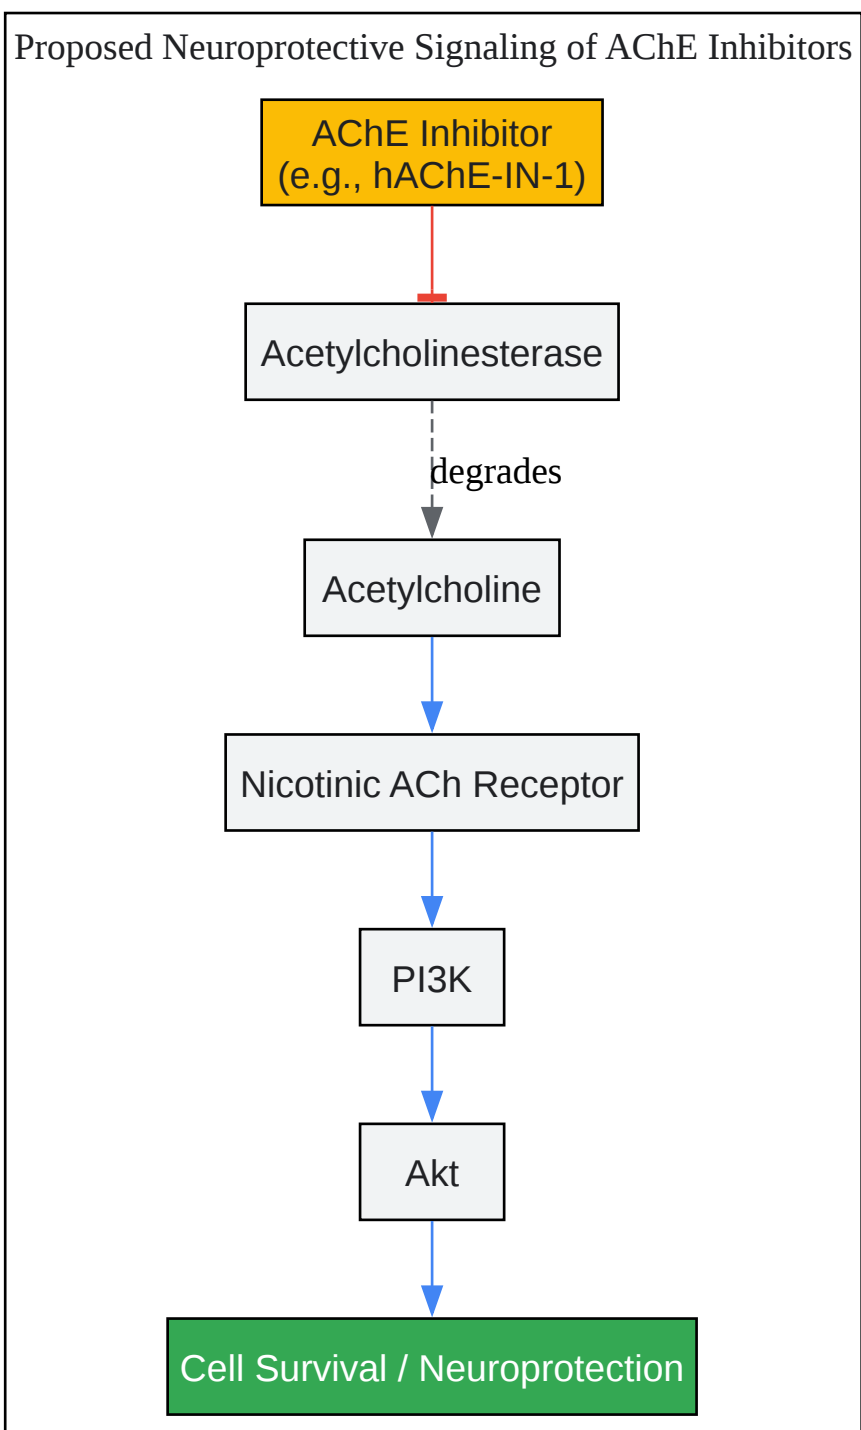 Proposed Neuroprotective Signaling of AChE Inhibitors
AChE Inhibitor
(e.g., hAChE-IN-1)
Acetylcholinesterase
degrades
Acetylcholine
Nicotinic ACh Receptor
PI3K
Akt
Cell Survival / Neuroprotection